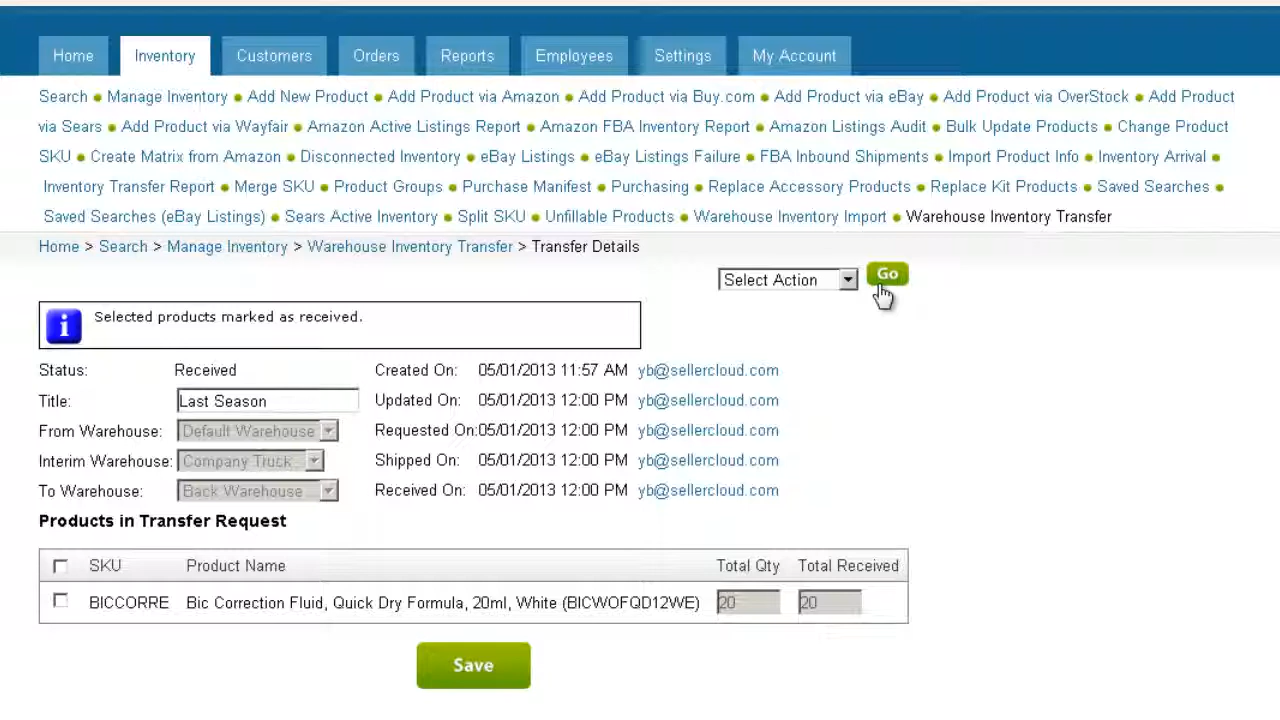 Home Inventory Customers Orders Reports Employees Settings My Account
Search • Manage Inventory • Add New Product • Add Product via Amazon • Add Product via Buy.com • Add Product via eBay • Add Product via OverStock • Add Product
via Sears • Add Product via Wayfair • Amazon Active Listings Report • Amazon FBA Inventory Report • Amazon Listings Audit • Bulk Update Products • Change Product
SKU • Create Matrix from Amazon • Disconnected Inventory • eBay Listings • eBay Listings Failure • FBA Inbound Shipments • Import Product Info • Inventory Arrival •
Inventory Transfer Report • Merge SKU • Product Groups • Purchase Manifest • Purchasing • Replace Accessory Products • Replace Kit Products • Saved Searches •
Saved Searches (eBay Listings) • Sears Active Inventory • Split SKU • Unfillable Products • Warehouse Inventory Import • Warehouse Inventory Transfer
Home > Search > Manage Inventory > Warehouse Inventory Transfer > Transfer Details
Select Action Go
i Selected products marked as received.
Status: Received Created On: 05/01/2013 11:57 AM yb@sellercloud.com
Title: Last Season Updated On: 05/01/2013 12:00 PM yb@sellercloud.com
From Warehouse: Default Warehouse Requested On:05/01/2013 12:00 PM yb@sellercloud.com
Interim Warehouse: Company Truck Shipped On: 05/01/2013 12:00 PM yb@sellercloud.com
To Warehouse: Back Warehouse Received On: 05/01/2013 12:00 PM yb@sellercloud.com
Products in Transfer Request
SKU Product Name Total Qty Total Received
BICCORRE Bic Correction Fluid, Quick Dry Formula, 20ml, White (BICWOFQD12WE) 20 20
Save